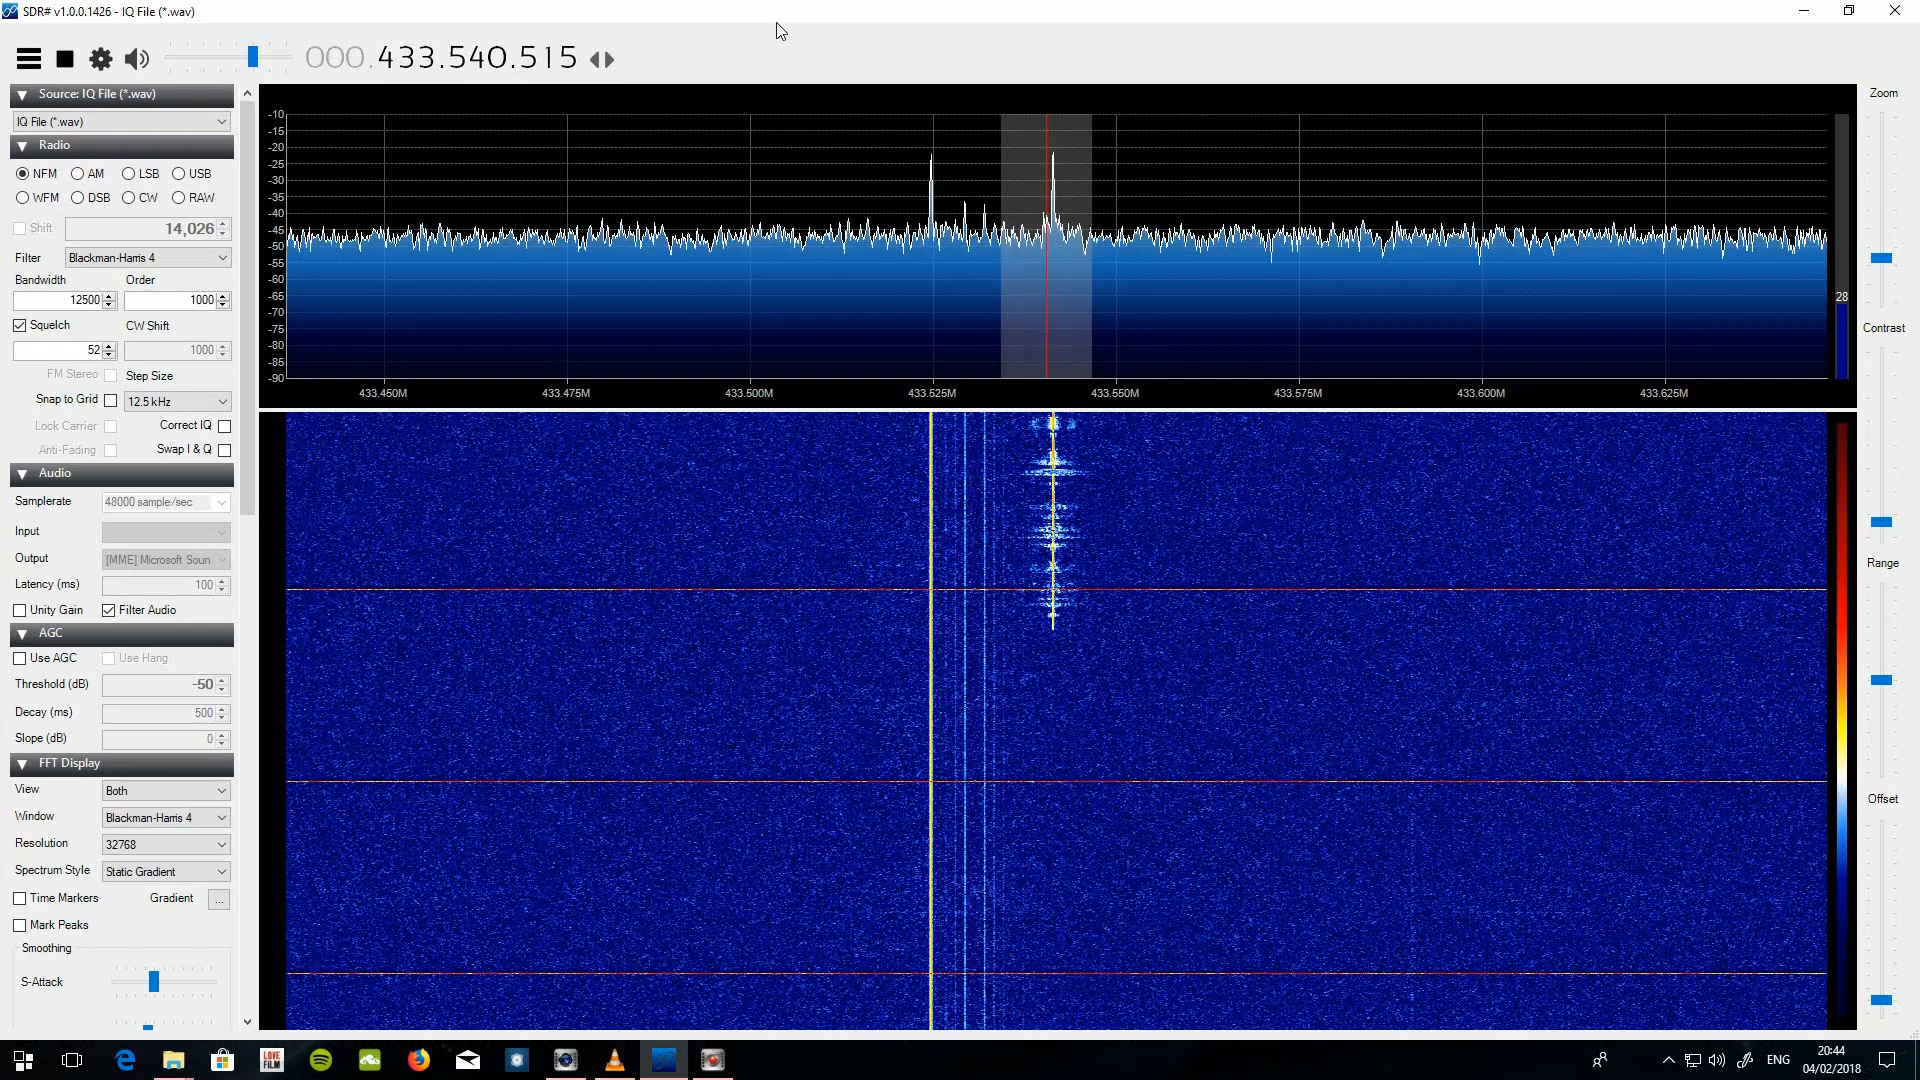 SDR# v1.0.0.1426 - IQ File (*.wav)
000.433.540.515
Source: IQ File (*.wav)
IQ File (*.wav)
Radio
NFM AM LSB USB
WFM DSB CW RAW
Shift 14,026
Filter Blackman-Harris 4
Bandwidth Order
12500 1000
Squelch CW Shift
52 1000
FM Stereo Step Size
Snap to Grid 12.5 kHz
Lock Carrier Correct IQ
Anti-Fading Swap I & Q
Audio
Samplerate 48000 sample/sec
Input
Output [MME] Microsoft Soun
Latency (ms) 100
Unity Gain Filter Audio
AGC
Use AGC Use Hang
Threshold (dB) -50
Decay (ms) 500
Slope (dB) 0
FFT Display
View Both
Window Blackman-Harris 4
Resolution 32768
Spectrum Style Static Gradient
Time Markers Gradient ...
Mark Peaks
Smoothing
S-Attack
-10
-15
-20
-25
-30
-35
-40
-45
-50
-55
-60
-65
-70
-75
-80
-85
-90
433.450M 433.475M 433.500M 433.525M 433.550M 433.575M 433.600M 433.625M
28
Zoom
Contrast
Range
Offset
LOVE
FiLM
ENG
20:44
04/02/2018